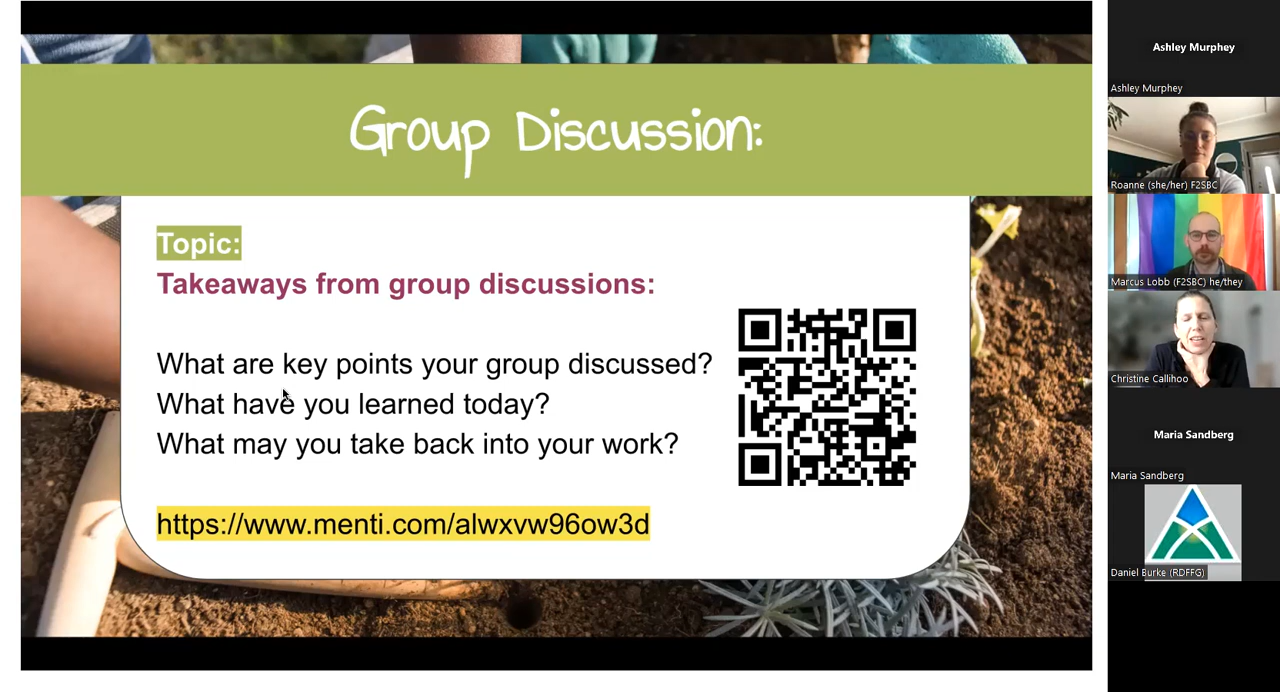 Group Discussion:
Topic:
Takeaways from group discussions:
What are key points your group discussed?
What have you learned today?
What may you take back into your work?
https://www.menti.com/alwxvw96ow3d
Ashley Murphey
Ashley Murphey
Roanne (she/her) F2SBC
Marcus Lobb (F2SBC) he/they
Christine Callihoo
Maria Sandberg
Maria Sandberg
Daniel Burke (RDFFG)